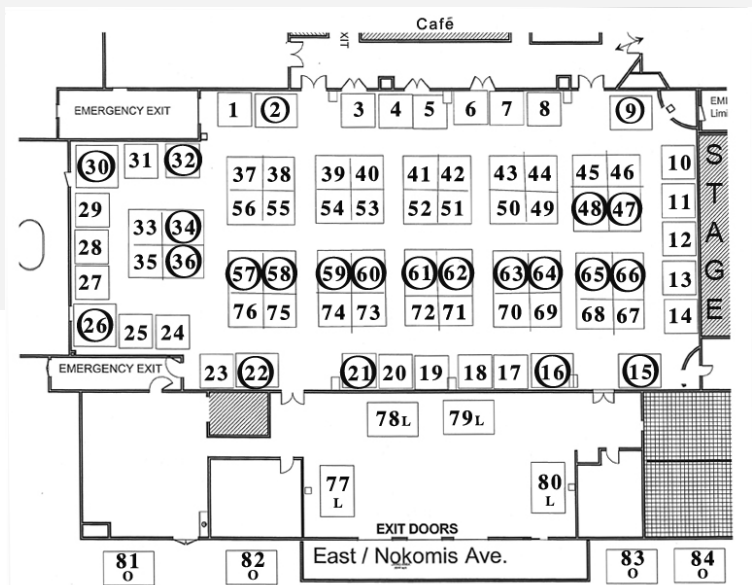 Café
XIT
EMERGENCY EXIT
1 2 3 4 5 6 7 8 9
EMI
Limi
30 31 32
10
STAGE
37 38 39 40 41 42 43 44 45 46
29
11
56 55 54 53 52 51 50 49 48 47
33 34
28
12
35 36
27
57 58 59 60 61 62 63 64 65 66
13
26
76 75 74 73 72 71 70 69 68 67
14
25 24
EMERGENCY EXIT
23 22 21 20 19 18 17 16 15
78L 79L
77
L
80
L
EXIT DOORS
East / Nokomis Ave.
81
O
82
O
83
O
84
O